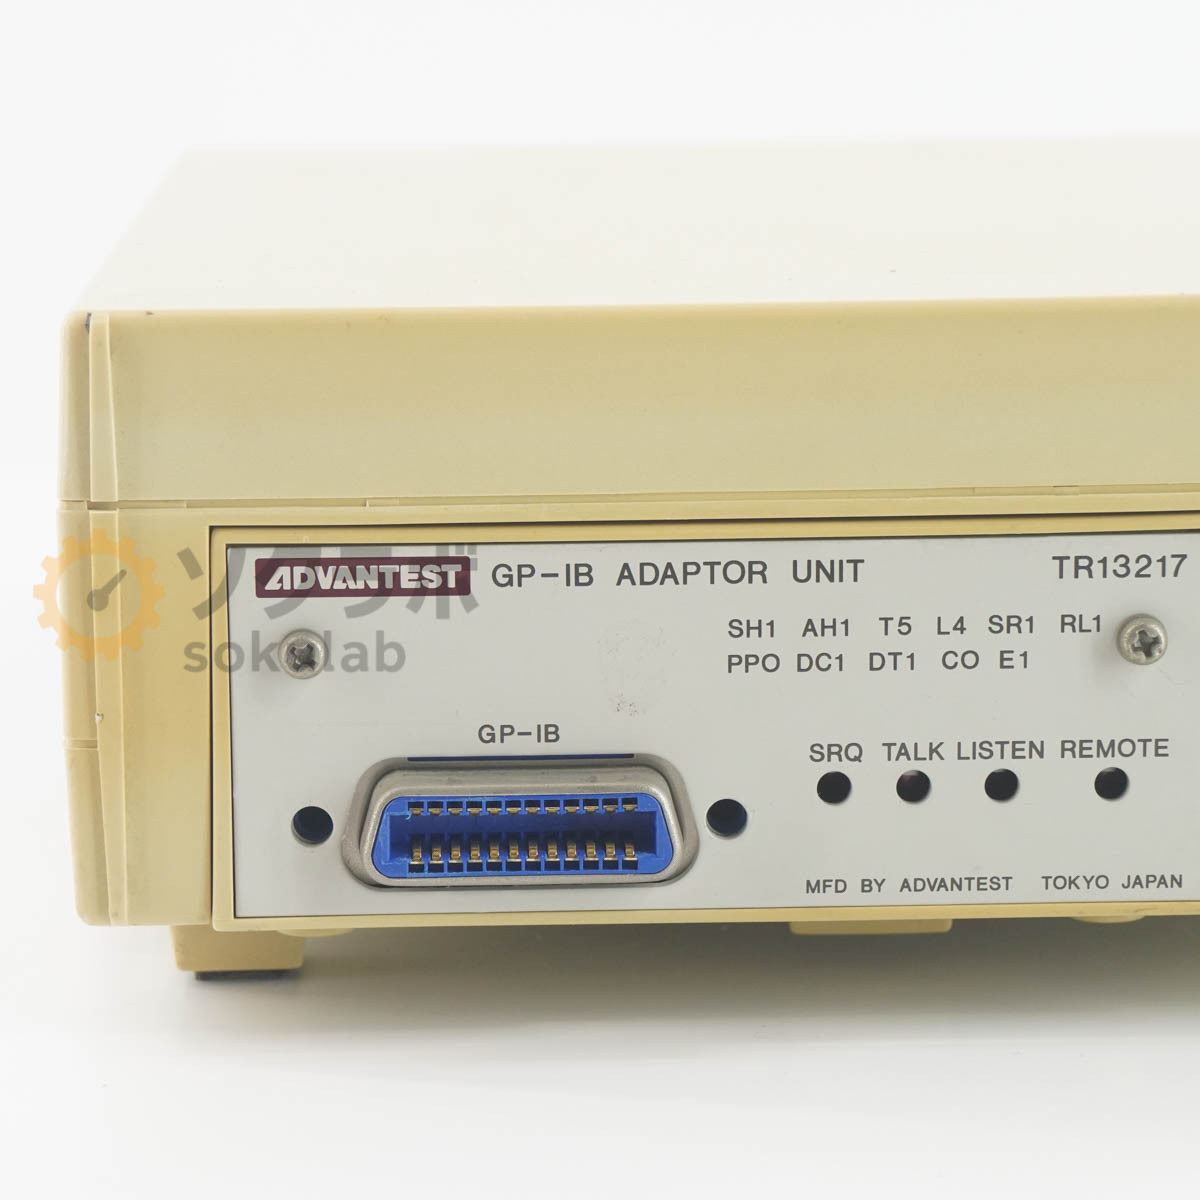 ADVANTEST GP-IB ADAPTOR UNIT TR13217
SH1 AH1 T5 L4 SR1 RL1
PPO DC1 DT1 CO E1
GP-IB
SRQ TALK LISTEN REMOTE
MFD BY ADVANTEST TOKYO JAPAN
ソクラボ
sokulab